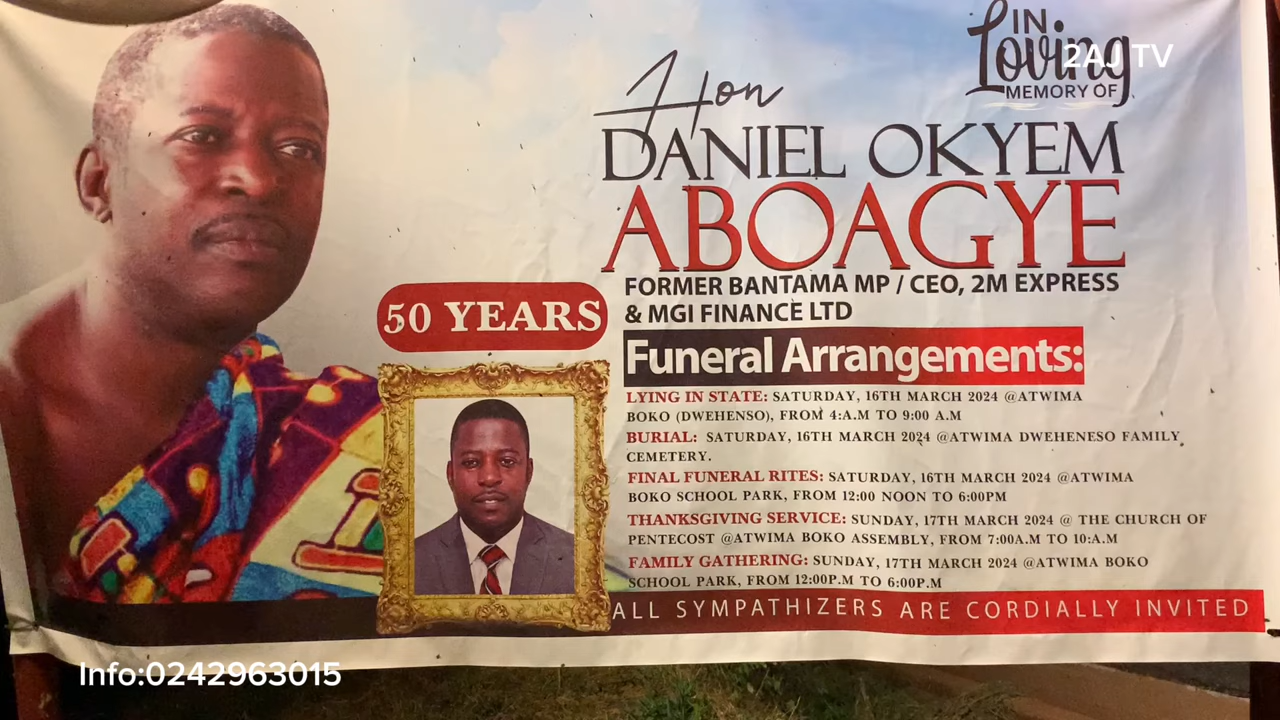 IN
Loving
MEMORY OF
2AJ TV
Hon
DANIEL OKYEM
ABOAGYE
FORMER BANTAMA MP / CEO, 2M EXPRESS
& MGI FINANCE LTD
50 YEARS
Funeral Arrangements:
LYING IN STATE: SATURDAY, 16TH MARCH 2024 @ATWIMA
BOKO (DWEHENSO), FROM 4:A.M TO 9:00 A.M
BURIAL: SATURDAY, 16TH MARCH 2024 @ATWIMA DWEHENESO FAMILY
CEMETERY.
FINAL FUNERAL RITES: SATURDAY, 16TH MARCH 2024 @ATWIMA
BOKO SCHOOL PARK, FROM 12:00 NOON TO 6:00PM
THANKSGIVING SERVICE: SUNDAY, 17TH MARCH 2024 @ THE CHURCH OF
PENTECOST @ATWIMA BOKO ASSEMBLY, FROM 7:00A.M TO 10:A.M
FAMILY GATHERING: SUNDAY, 17TH MARCH 2024 @ATWIMA BOKO
SCHOOL PARK, FROM 12:00P.M TO 6:00P.M
ALL SYMPATHIZERS ARE CORDIALLY INVITED
Info:0242963015